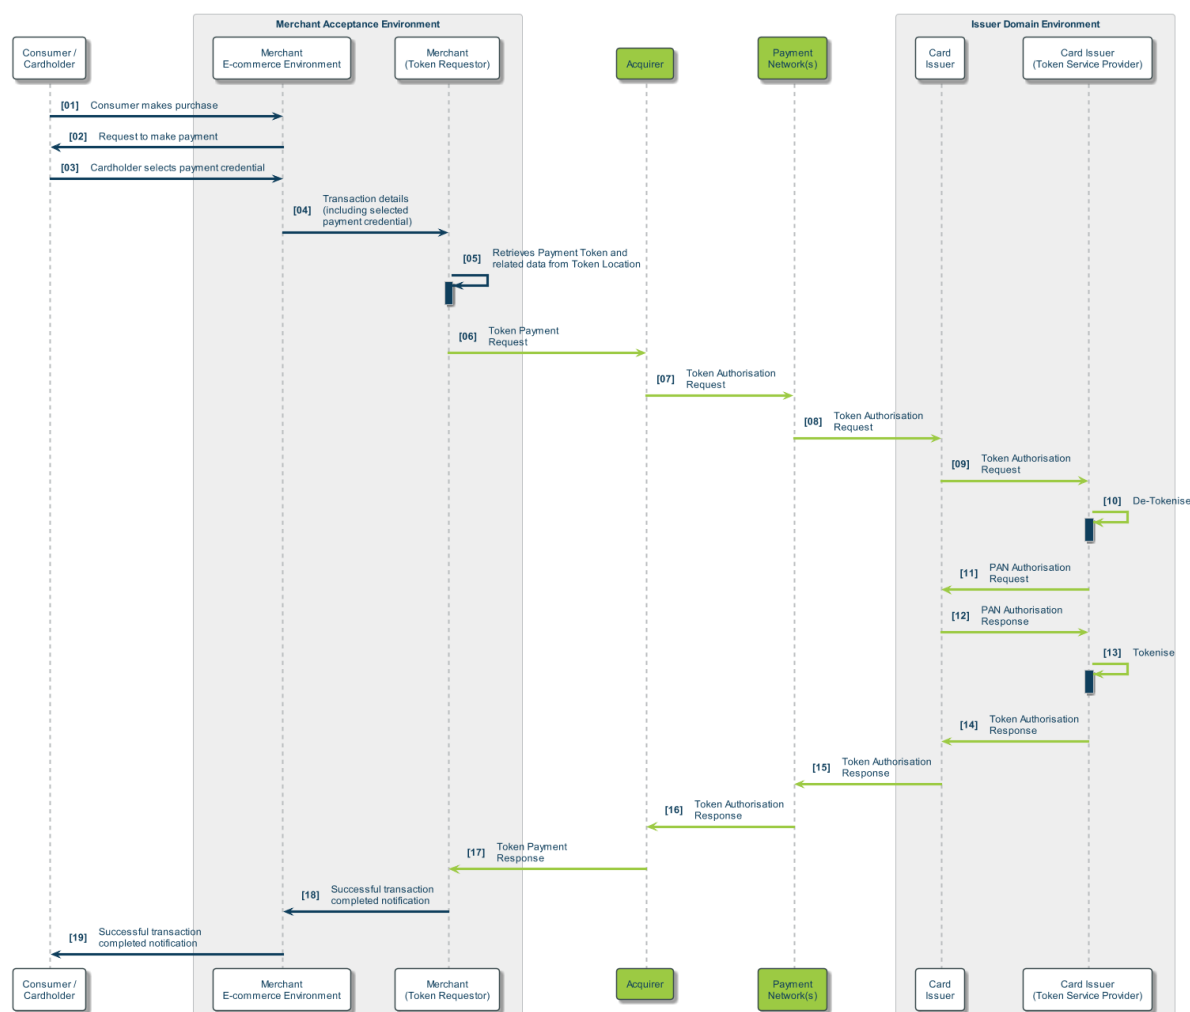 Merchant Acceptance Environment
Issuer Domain Environment
Consumer /
Cardholder
Merchant
E-commerce Environment
Merchant
(Token Requestor)
Acquirer
Payment
Network(s)
Card
Issuer
Card Issuer
(Token Service Provider)
[01] Consumer makes purchase
[02] Request to make payment
[03] Cardholder selects payment credential
[04] Transaction details
(including selected
payment credential)
[05] Retrieves Payment Token and
related data from Token Location
[06] Token Payment
Request
[07] Token Authorisation
Request
[08] Token Authorisation
Request
[09] Token Authorisation
Request
[10] De-Tokenise
[11] PAN Authorisation
Request
[12] PAN Authorisation
Response
[13] Tokenise
[14] Token Authorisation
Response
[15] Token Authorisation
Response
[16] Token Authorisation
Response
[17] Token Payment
Response
[18] Successful transaction
completed notification
[19] Successful transaction
completed notification
Consumer /
Cardholder
Merchant
E-commerce Environment
Merchant
(Token Requestor)
Acquirer
Payment
Network(s)
Card
Issuer
Card Issuer
(Token Service Provider)